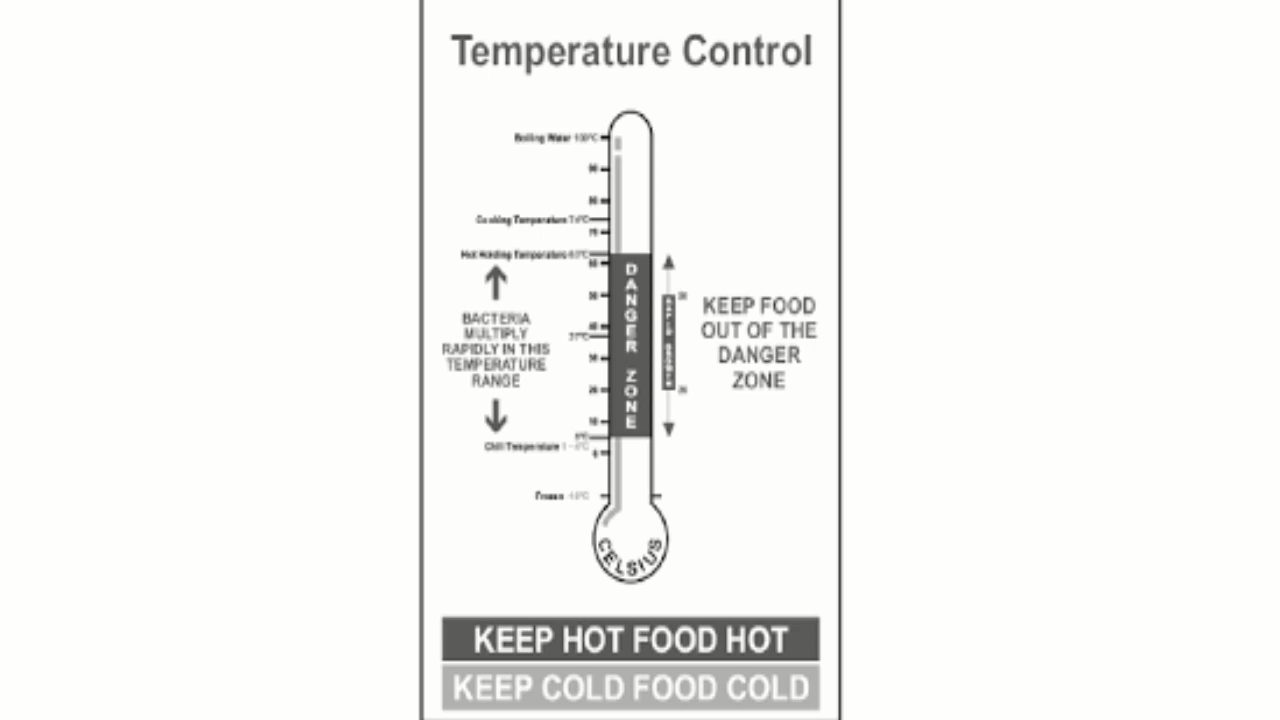 Temperature Control
Boiling Water 100°C
90
80
Cooking Temperature
70
Hot Holding Temperature 63°C
60
DANGER ZONE
50
40
37°C
30
20
10
5°C
Chill Temperature
0
Frozen
BACTERIA
MULTIPLY
RAPIDLY IN THIS
TEMPERATURE
RANGE
KEEP FOOD
OUT OF THE
DANGER
ZONE
CELSIUS
KEEP HOT FOOD HOT
KEEP COLD FOOD COLD